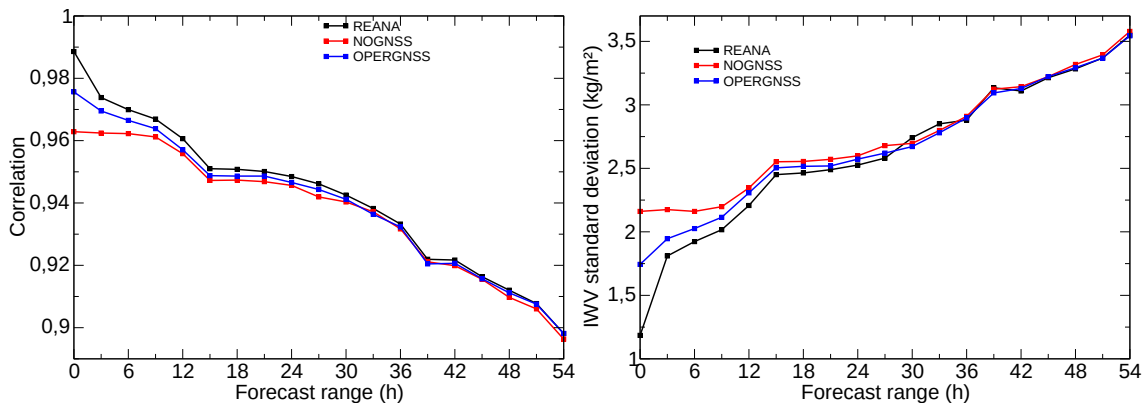 1
0,98
0,96
0,94
0,92
0,9
Correlation
REANA
NOGNSS
OPERGNSS
0 6 12 18 24 30 36 42 48 54
Forecast range (h)
3,5
3
2,5
2
1,5
1
IWV standard deviation (kg/m²)
REANA
NOGNSS
OPERGNSS
0 6 12 18 24 30 36 42 48 54
Forecast range (h)